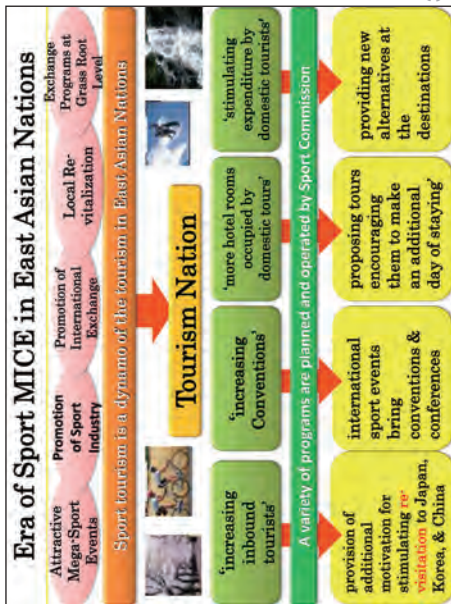 Era of Sport MICE in East Asian Nations
Attractive
Mega-Sport
Events
Promotion of Sport
Industry
Promotion of
International
Exchange
Local Re-
vitalization
Exchange
Programs at
Grass Root
Level
Sport tourism is a dynamo of the tourism in East Asian Nations
Tourism Nation
'increasing
inbound
tourists'
'increasing
Conventions'
'more hotel rooms
occupied by
domestic tours'
'stimulating
expenditure by
domestic tourists'
A variety of programs are planned and operated by Sport Commission
provision of
additional
motivation for
stimulating re-
visitation to Japan,
Korea, & China
international
sport events
bring
conventions &
conferences
proposing tours
encouraging
them to make
an additional
day of staying'
providing new
alternatives at
the
destinations